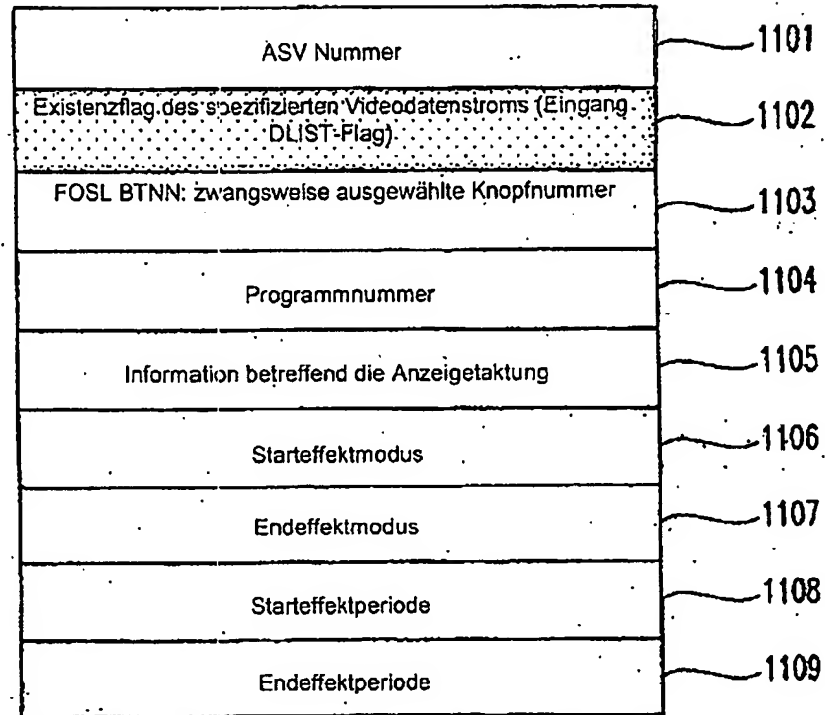 ASV Nummer
1101
Existenzflag des spezifizierten Videodatenstroms (Eingang
DLIST-Flag)
1102
FOSL BTNN: zwangsweise ausgewählte Knopfnummer
1103
Programmnummer
1104
Information betreffend die Anzeigetaktung
1105
Starteffektmodus
1106
Endeffektmodus
1107
Starteffektperiode
1108
Endeffektperiode
1109